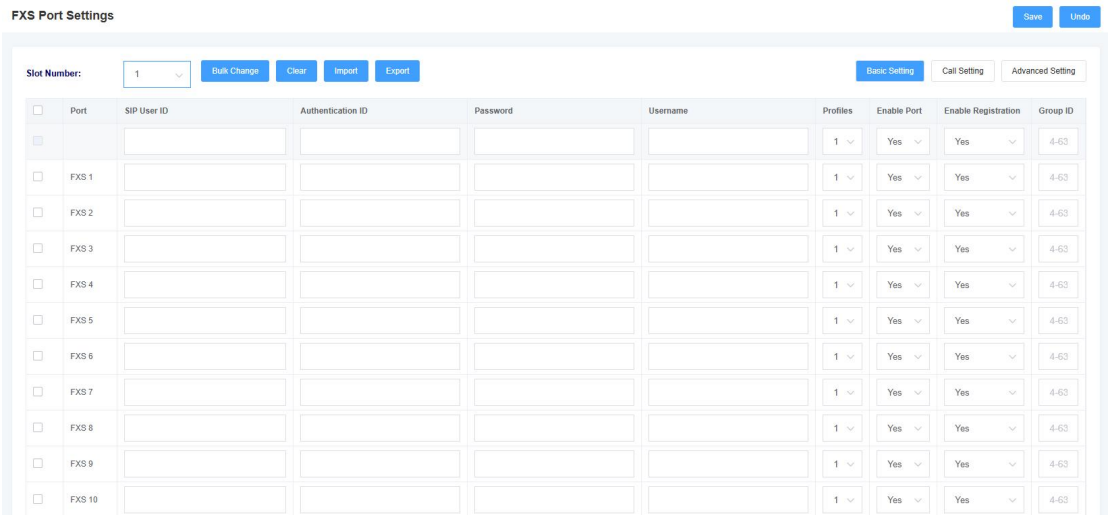 FXS Port Settings
Save Undo
Slot Number: 1 Bulk Change Clear Import Export Basic Setting Call Setting Advanced Setting
Port SIP User ID Authentication ID Password Username Profiles Enable Port Enable Registration Group ID
1 Yes Yes 4-63
FXS 1 1 Yes Yes 4-63
FXS 2 1 Yes Yes 4-63
FXS 3 1 Yes Yes 4-63
FXS 4 1 Yes Yes 4-63
FXS 5 1 Yes Yes 4-63
FXS 6 1 Yes Yes 4-63
FXS 7 1 Yes Yes 4-63
FXS 8 1 Yes Yes 4-63
FXS 9 1 Yes Yes 4-63
FXS 10 1 Yes Yes 4-63